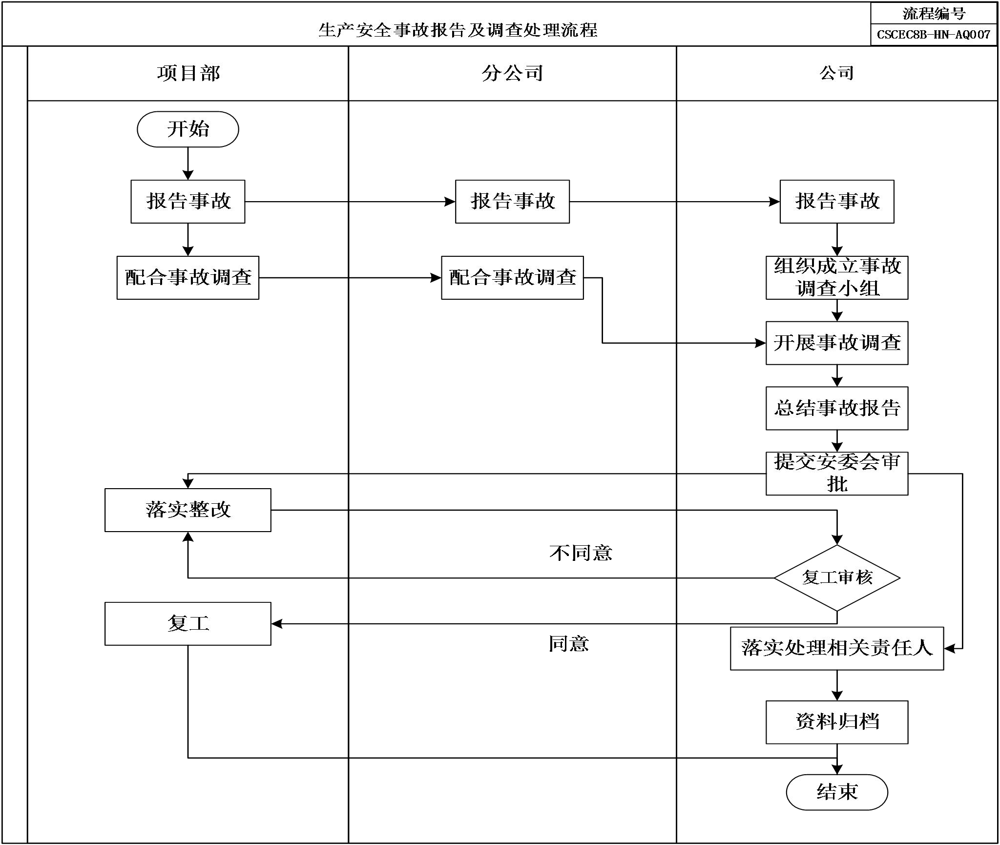 流程编号
生产安全事故报告及调查处理流程
CSCEC8B-HN-AQ007
项目部
分公司
公司
开始
报告事故
报告事故
报告事故
配合事故调查
配合事故调查
组织成立事故
调查小组
开展事故调查
总结事故报告
提交安委会审
批
落实整改
不同意
复工审核
复工
同意
落实处理相关责任人
资料归档
结束